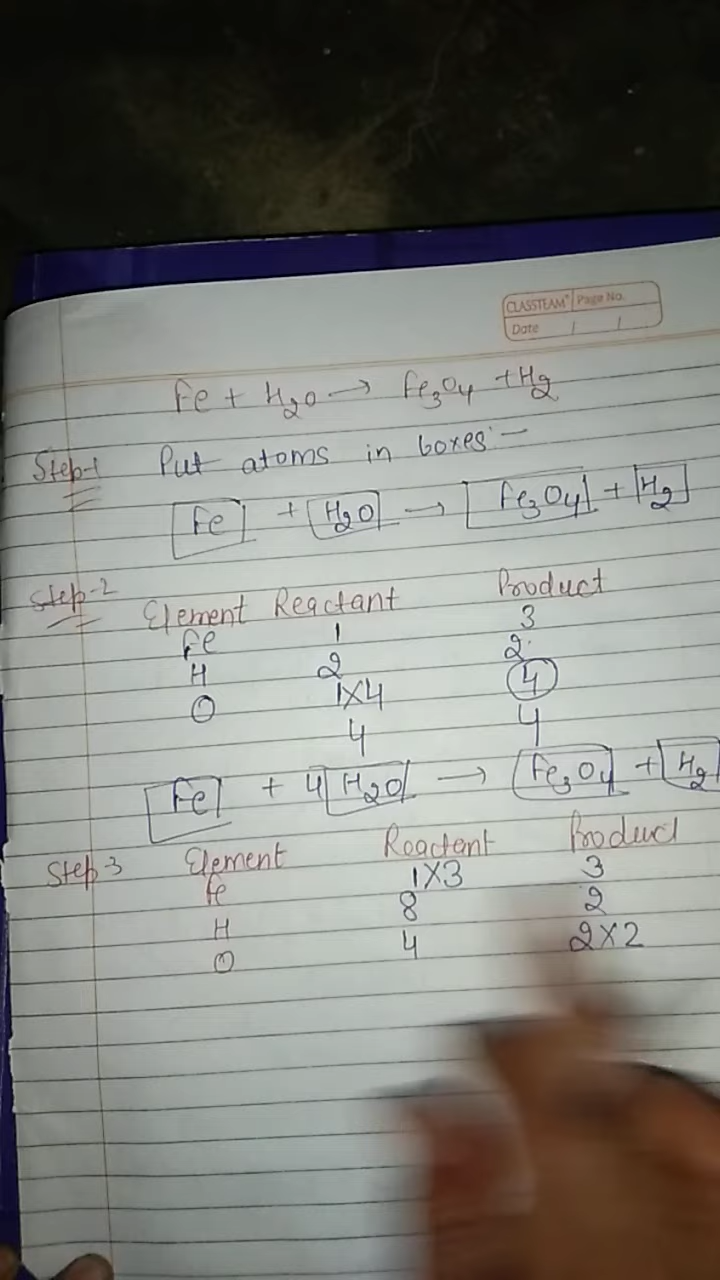 CLASSTEAM Page No.
Date / /
Fe + H₂O → Fe₃O₄ + H₂
Step-1 Put atoms in boxes -
Fe + H₂O → Fe₃O₄ + H₂
Step-2 Element Reactant Product
Fe 1 3
H 2 2
O 1X4 4
4 4
Fe + 4 H₂O → Fe₃O₄ + H₂
Step 3 Element Reactant Product
Fe 1X3 3
H 8 2
O 4 2X2